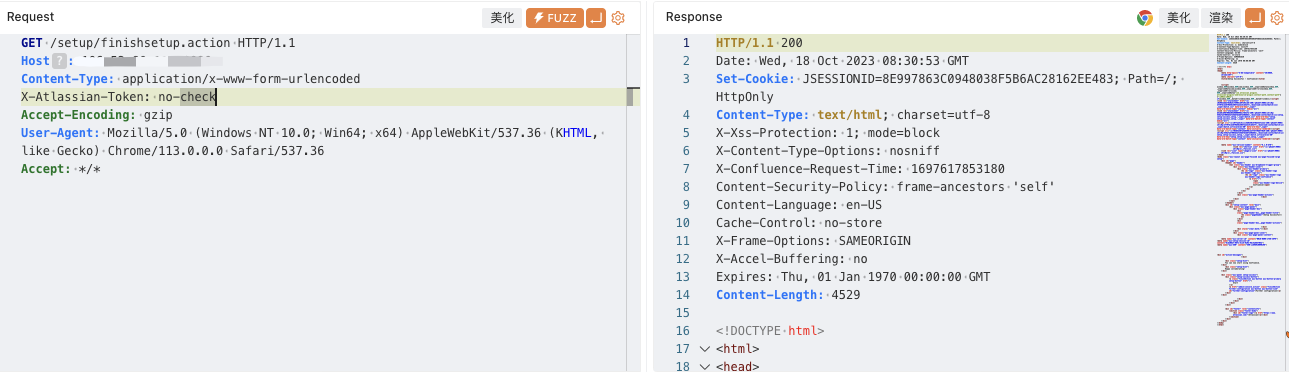 Request
美化
FUZZ
GET /setup/finishsetup.action HTTP/1.1
Host ? :
Content-Type: application/x-www-form-urlencoded
X-Atlassian-Token: no-check
Accept-Encoding: gzip
User-Agent: Mozilla/5.0 (Windows NT 10.0; Win64; x64) AppleWebKit/537.36 (KHTML,
like Gecko) Chrome/113.0.0.0 Safari/537.36
Accept: */*
Response
美化
渲染
1 HTTP/1.1 200
2 Date: Wed, 18 Oct 2023 08:30:53 GMT
3 Set-Cookie: JSESSIONID=8E997863C0948038F5B6AC28162EE483; Path=/;
HttpOnly
4 Content-Type: text/html; charset=utf-8
5 X-Xss-Protection: 1; mode=block
6 X-Content-Type-Options: nosniff
7 X-Confluence-Request-Time: 1697617853180
8 Content-Security-Policy: frame-ancestors 'self'
9 Content-Language: en-US
10 Cache-Control: no-store
11 X-Frame-Options: SAMEORIGIN
12 X-Accel-Buffering: no
13 Expires: Thu, 01 Jan 1970 00:00:00 GMT
14 Content-Length: 4529
15
16 <!DOCTYPE html>
17 <html>
18 <head>